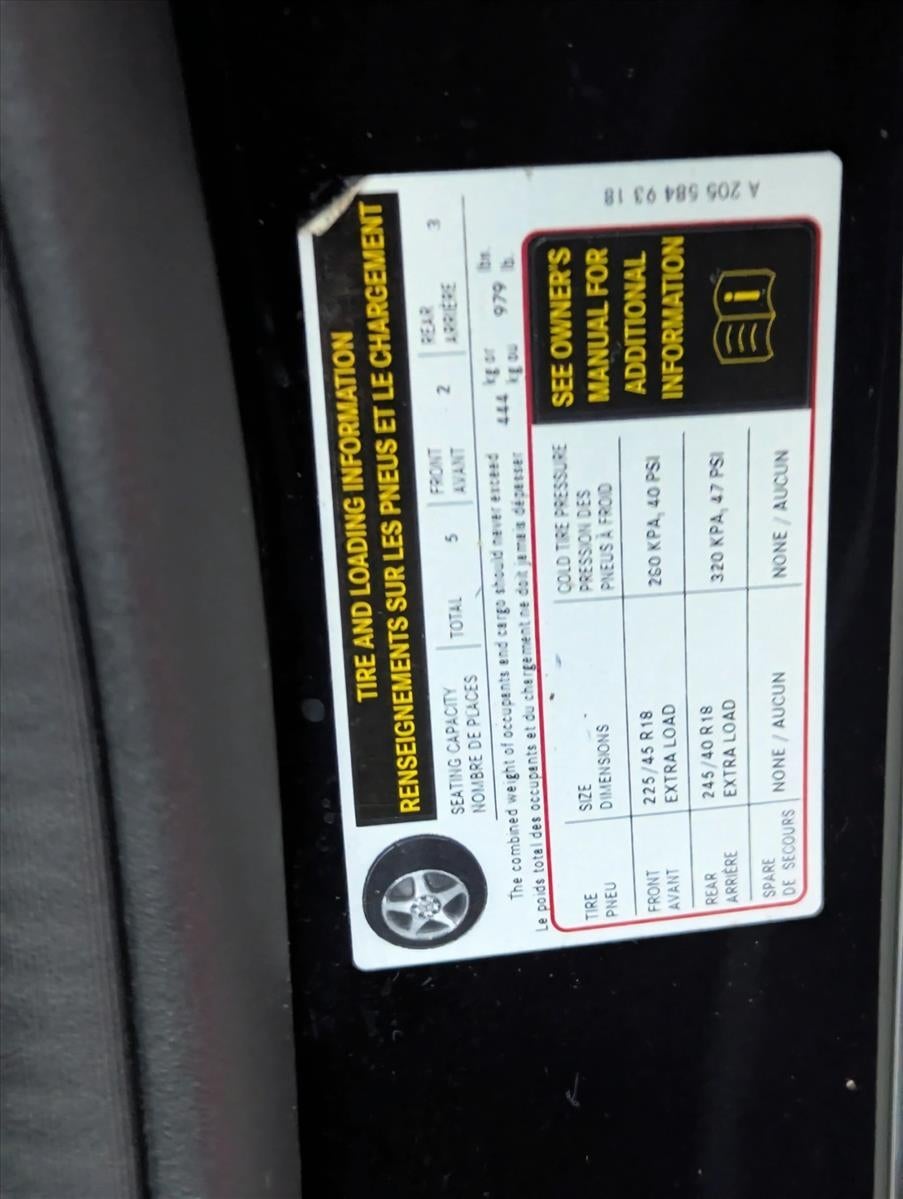 TIRE AND LOADING INFORMATION
RENSEIGNEMENTS SUR LES PNEUS ET LE CHARGEMENT
SEATING CAPACITY
NOMBRE DE PLACES
TOTAL 5
FRONT
AVANT
2
REAR
ARRIÈRE
3
The combined weight of occupants and cargo should never exceed 444 kg or 979 lbs.
Le poids total des occupants et du chargement ne doit jamais dépasser kg ou lb.
TIRE
PNEU
SIZE
DIMENSIONS
COLD TIRE PRESSURE
PRESSION DES
PNEUS À FROID
FRONT
AVANT
225/45 R18
EXTRA LOAD
280 KPA, 40 PSI
REAR
ARRIÈRE
245/40 R18
EXTRA LOAD
320 KPA, 47 PSI
SPARE
DE SECOURS
NONE / AUCUN
NONE / AUCUN
SEE OWNER'S
MANUAL FOR
ADDITIONAL
INFORMATION
i
A 205 584 93 18